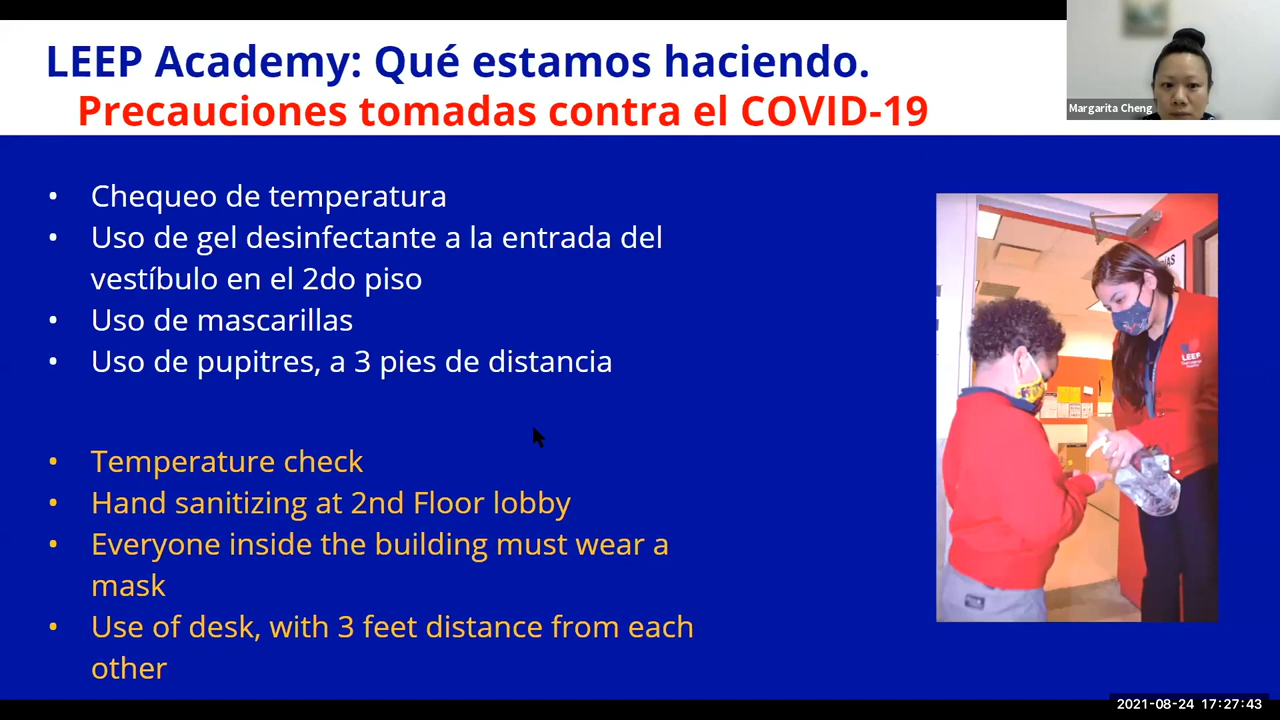 LEEP Academy: Qué estamos haciendo.
Precauciones tomadas contra el COVID-19
Margarita Cheng
• Chequeo de temperatura
• Uso de gel desinfectante a la entrada del
vestíbulo en el 2do piso
• Uso de mascarillas
• Uso de pupitres, a 3 pies de distancia
• Temperature check
• Hand sanitizing at 2nd Floor lobby
• Everyone inside the building must wear a
mask
• Use of desk, with 3 feet distance from each
other
LEEP
2021-08-24 17:27:43